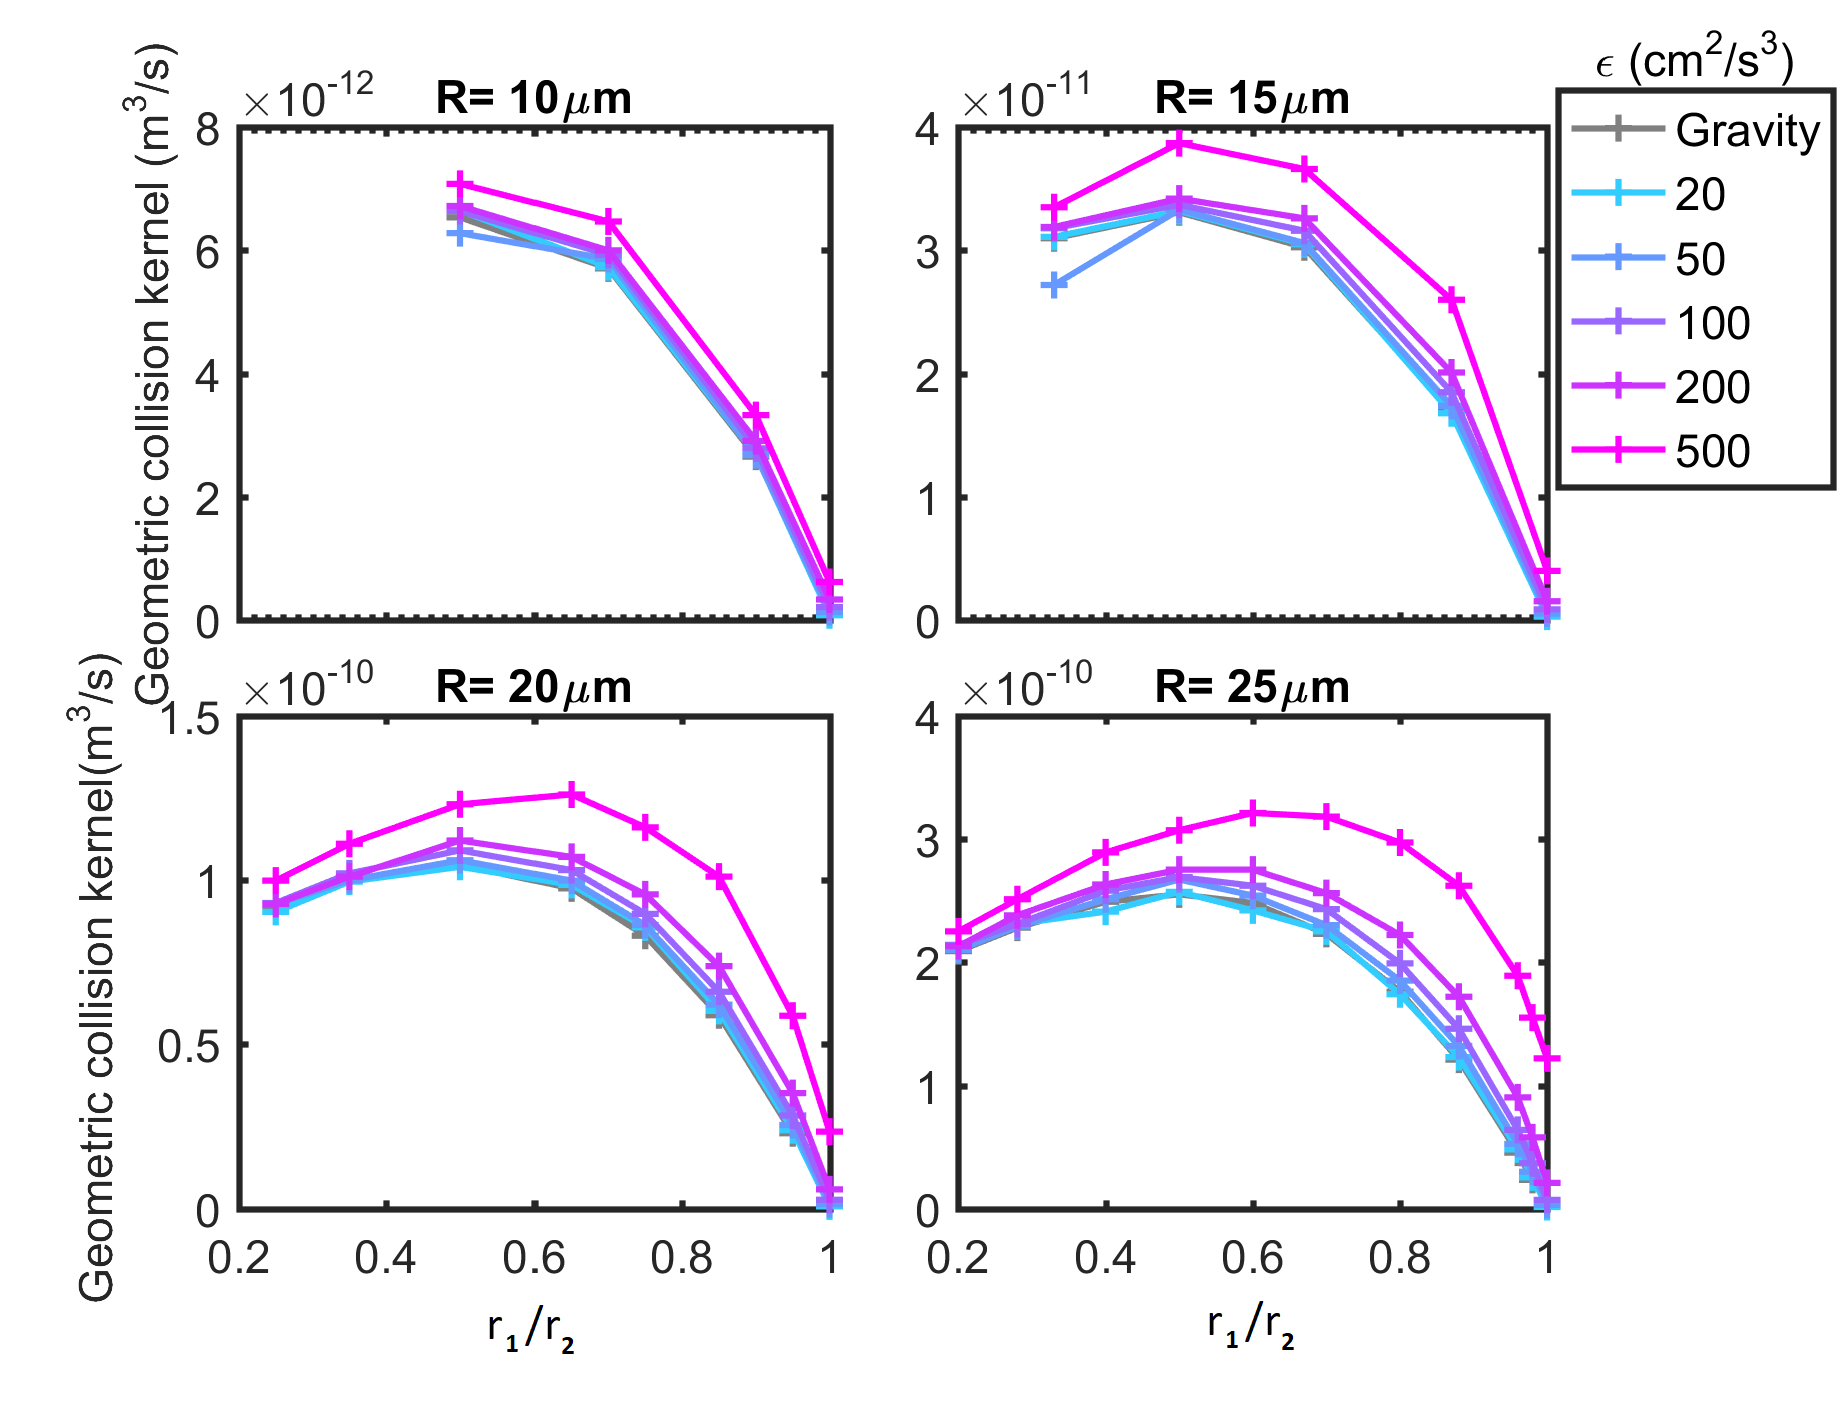 ϵ (cm²/s³)
×10⁻¹² R= 10μm
×10⁻¹¹ R= 15μm
Gravity
20
50
100
200
500
Geometric collision kernel (m³/s)
8
6
4
2
0
4
3
2
1
0
×10⁻¹⁰ R= 20μm
×10⁻¹⁰ R= 25μm
Geometric collision kernel(m³/s)
1.5
1
0.5
0
4
3
2
1
0
0.2 0.4 0.6 0.8 1
0.2 0.4 0.6 0.8 1
r₁/r₂
r₁/r₂